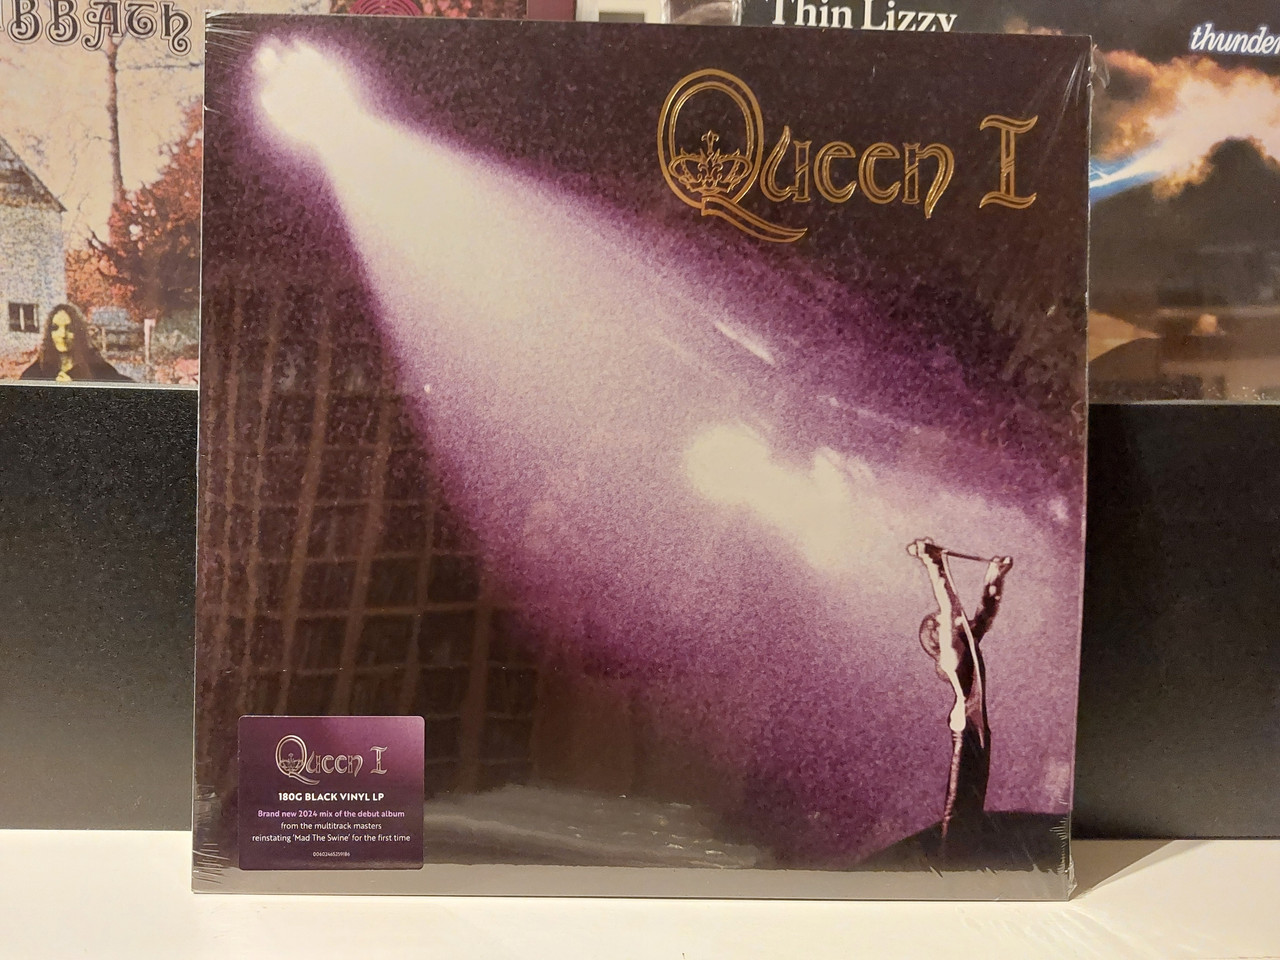 BBATH
Thin Lizzy
thunder
Queen I
Queen I
180G BLACK VINYL LP
Brand new 2024 mix of the debut album
from the multitrack masters
reinstating 'Mad The Swine' for the first time
00602465259186